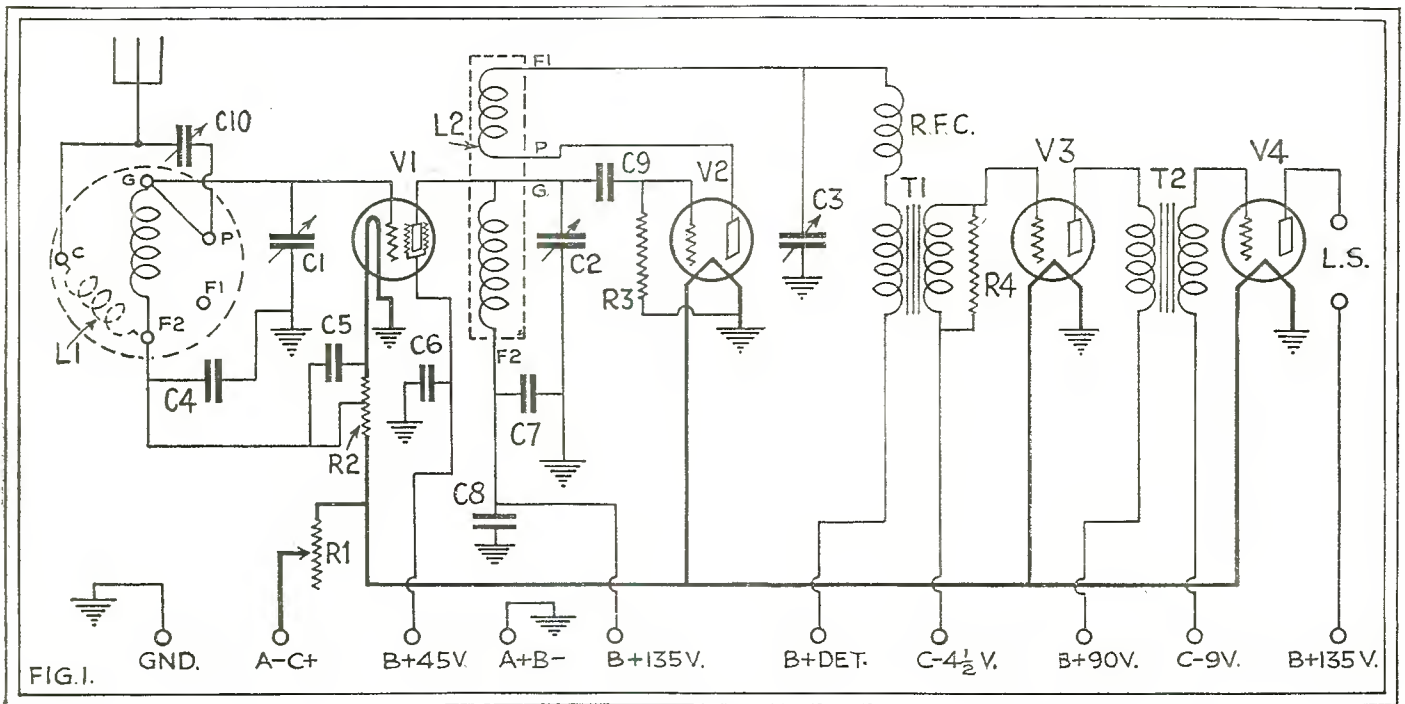 F1
C10
L2
R.F.C.
P
V1
C9
V2
V3
V4
G
G
T1
T2
P
C3
C
C1
C2
L.S.
F1
R3
R4
F2
L1
C5
C6
F2
C4
C7
R2
C8
R1
GND.
A-C+
B+45V.
A+B-
B+135V.
B+DET.
C-4½V.
B+90V.
C-9V.
B+135V.
FIG.1.